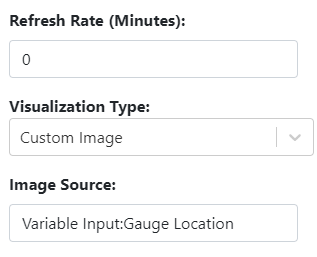 Refresh Rate (Minutes):
0
Visualization Type:
Custom Image
Image Source:
Variable Input:Gauge Location